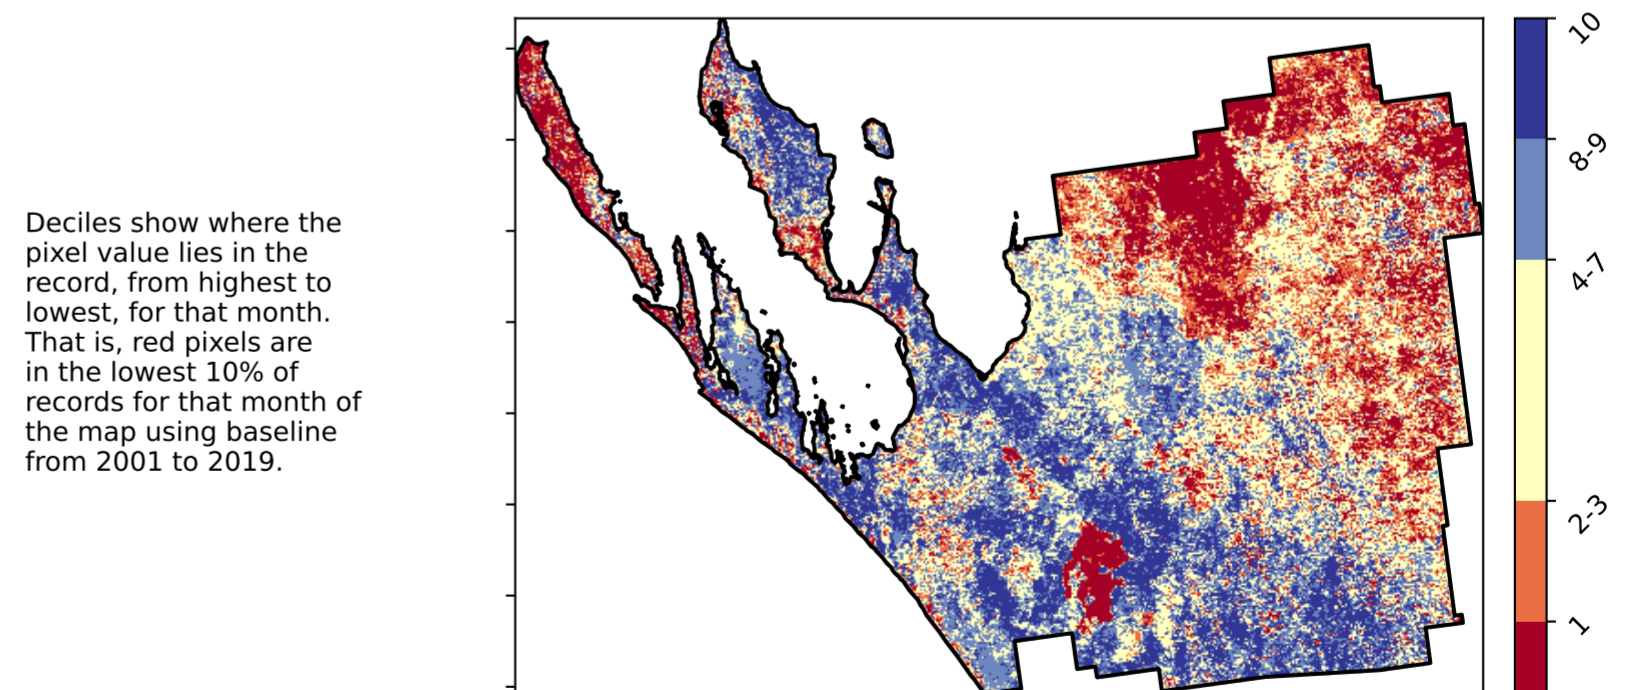 Deciles show where the
pixel value lies in the
record, from highest to
lowest, for that month.
That is, red pixels are
in the lowest 10% of
records for that month of
the map using baseline
from 2001 to 2019.
10
8-9
4-7
2-3
1